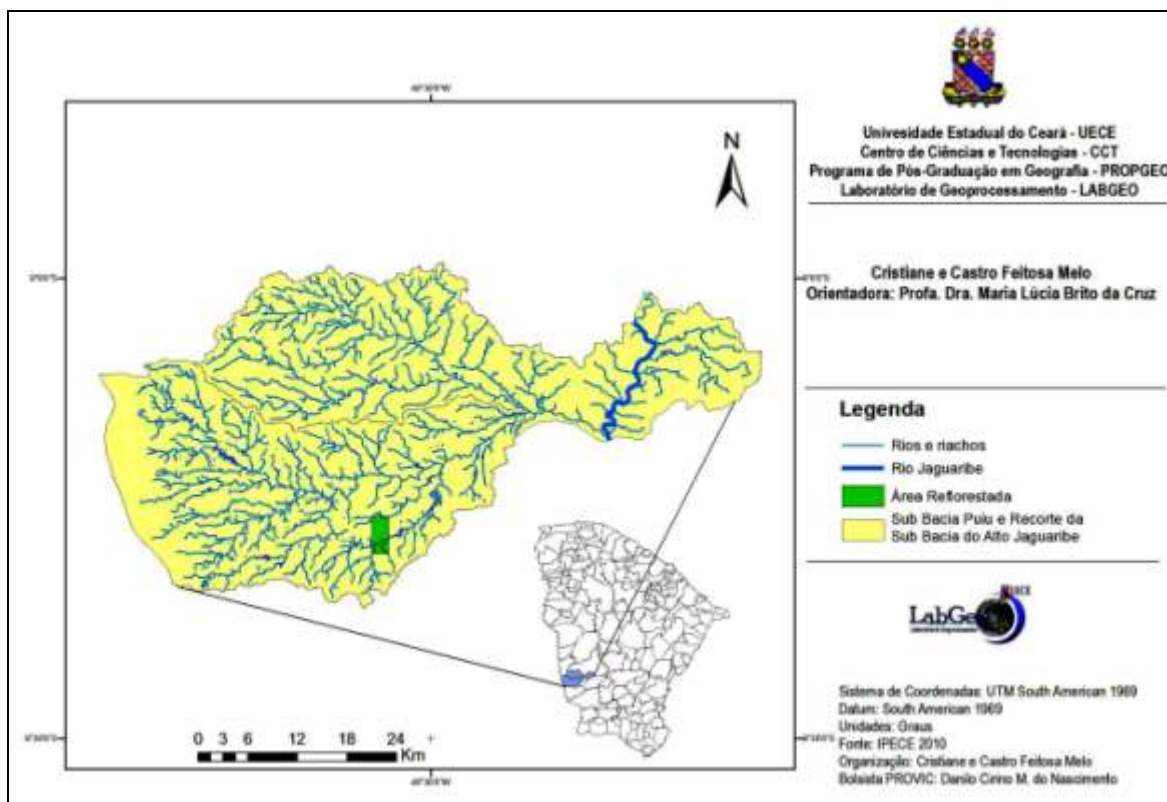 N
Univesidade Estadual do Ceará - UECE
Centro de Ciências e Tecnologias - CCT
Programa de Pós-Graduação em Geografia - PROPGEO
Laboratório de Geoprocessamento - LABGEO
Cristiane e Castro Feitosa Melo
Orientadora: Profa. Dra. Maria Lúcia Brito da Cruz
Legenda
Rios e riachos
Rio Jaguaribe
Área Reflorestada
Sub Bacia Puiu e Recorte da
Sub Bacia do Alto Jaguaribe
0 3 6 12 18 24
Km
LabGeo
Sistema de Coordenadas: UTM South American 1969
Datum: South American 1969
Unidades: Graus
Fonte: IPECE 2010
Organização: Cristiane e Castro Feitosa Melo
Bolsista PROVIC: Danilo Cirino M. do Nascimento